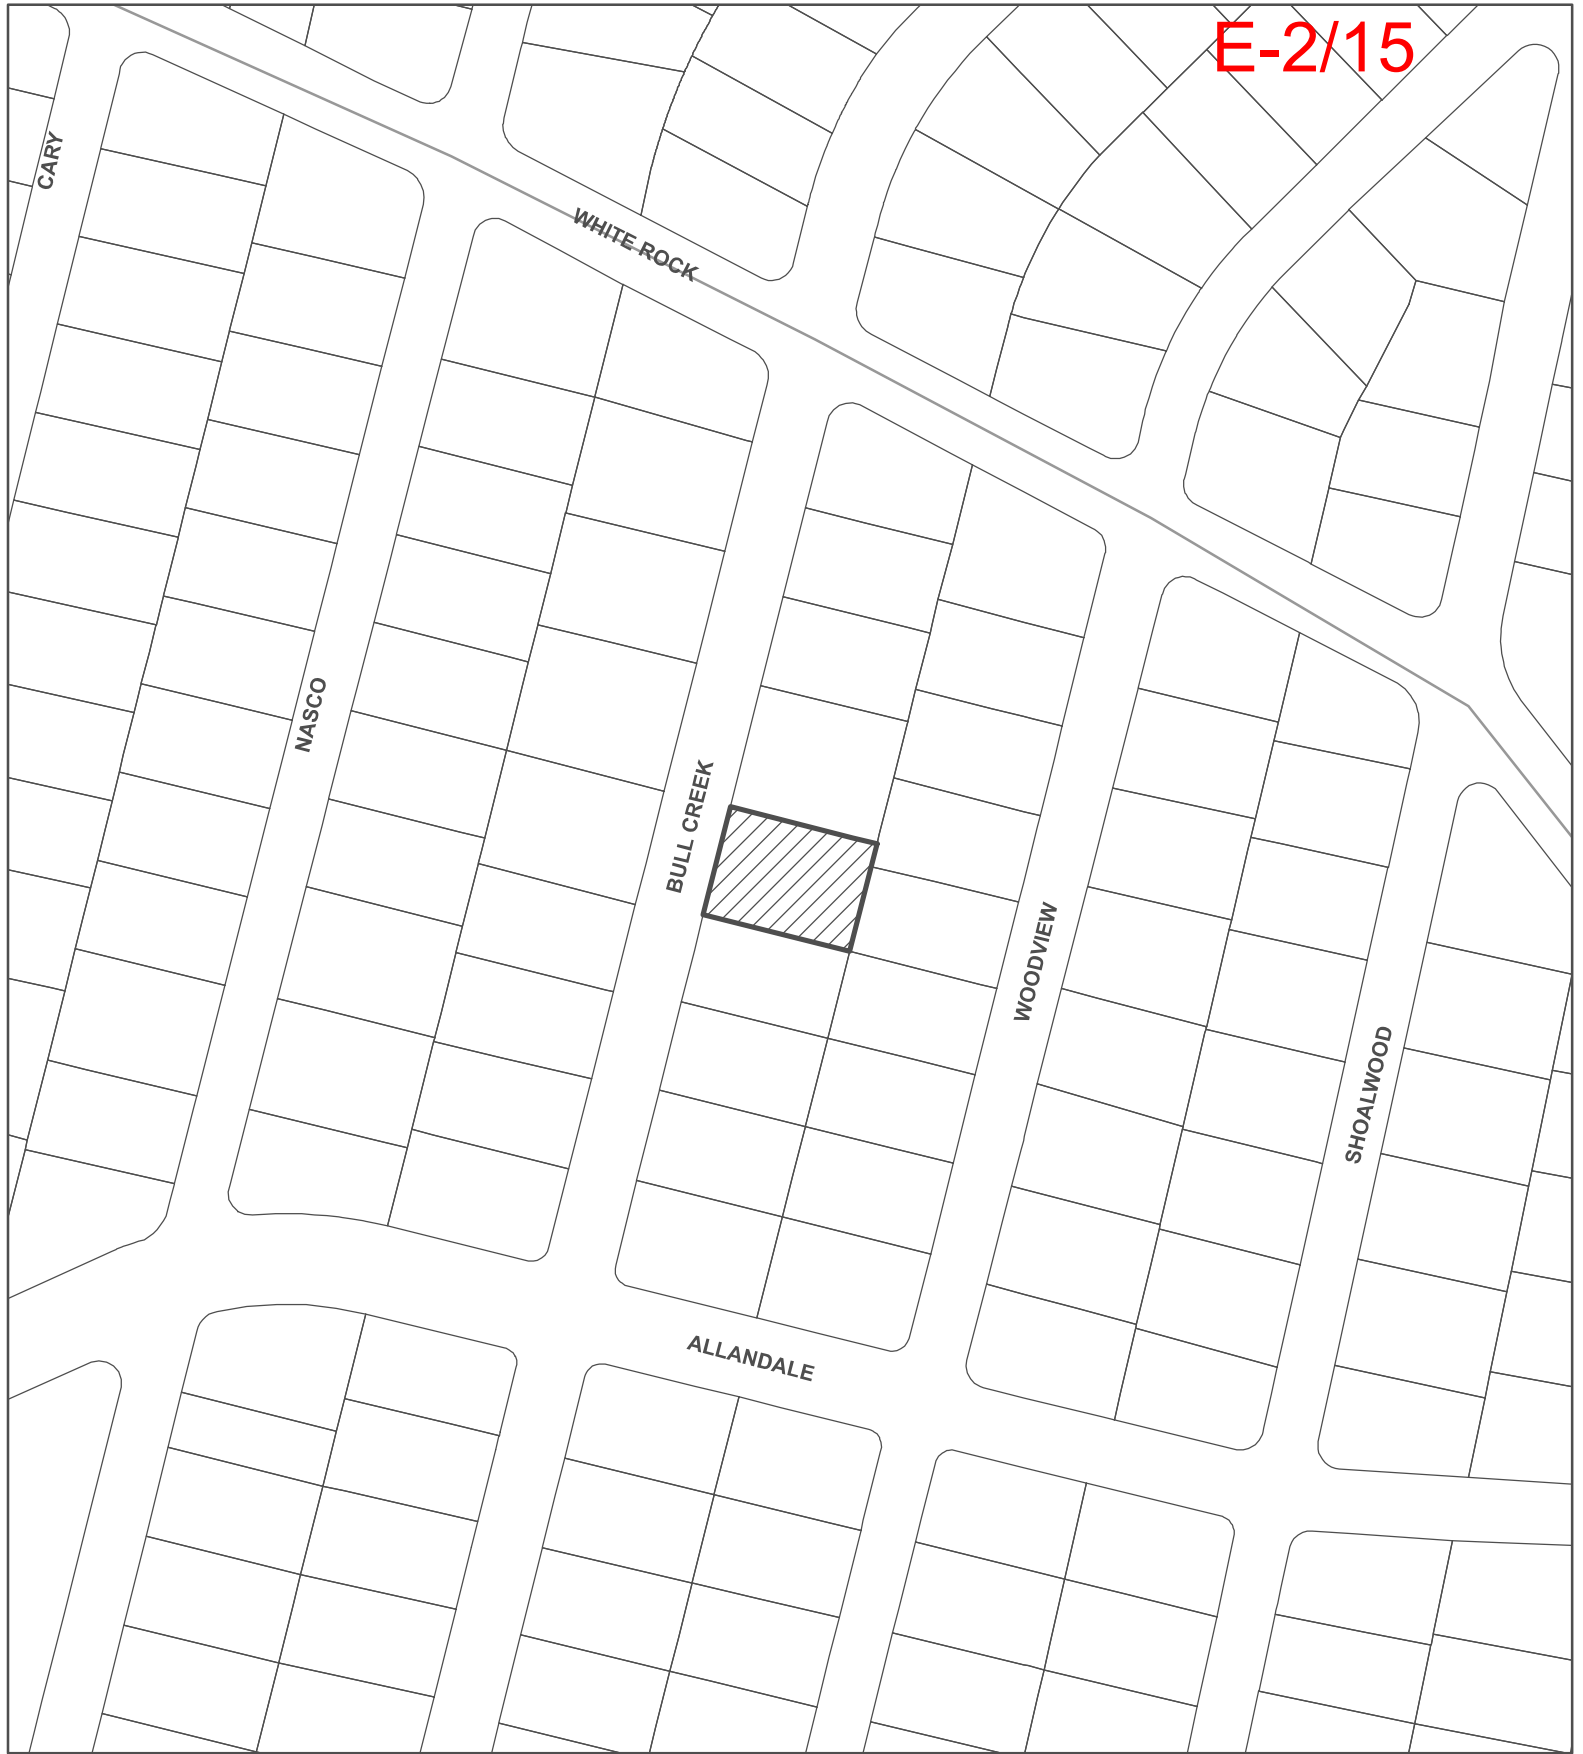 E-2/15
CARY
WHITE ROCK
NASCO
BULL CREEK
WOODVIEW
SHOALWOOD
ALLANDALE